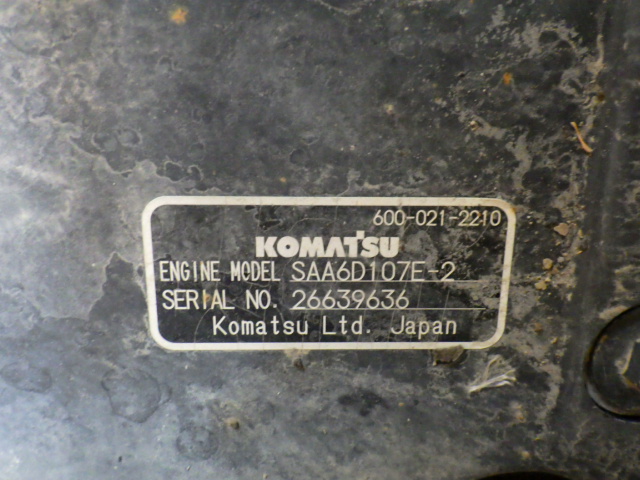 600-021-2210
KOMATSU
ENGINE MODEL SAA6D107E-2
SERIAL NO. 26639636
Komatsu Ltd. Japan